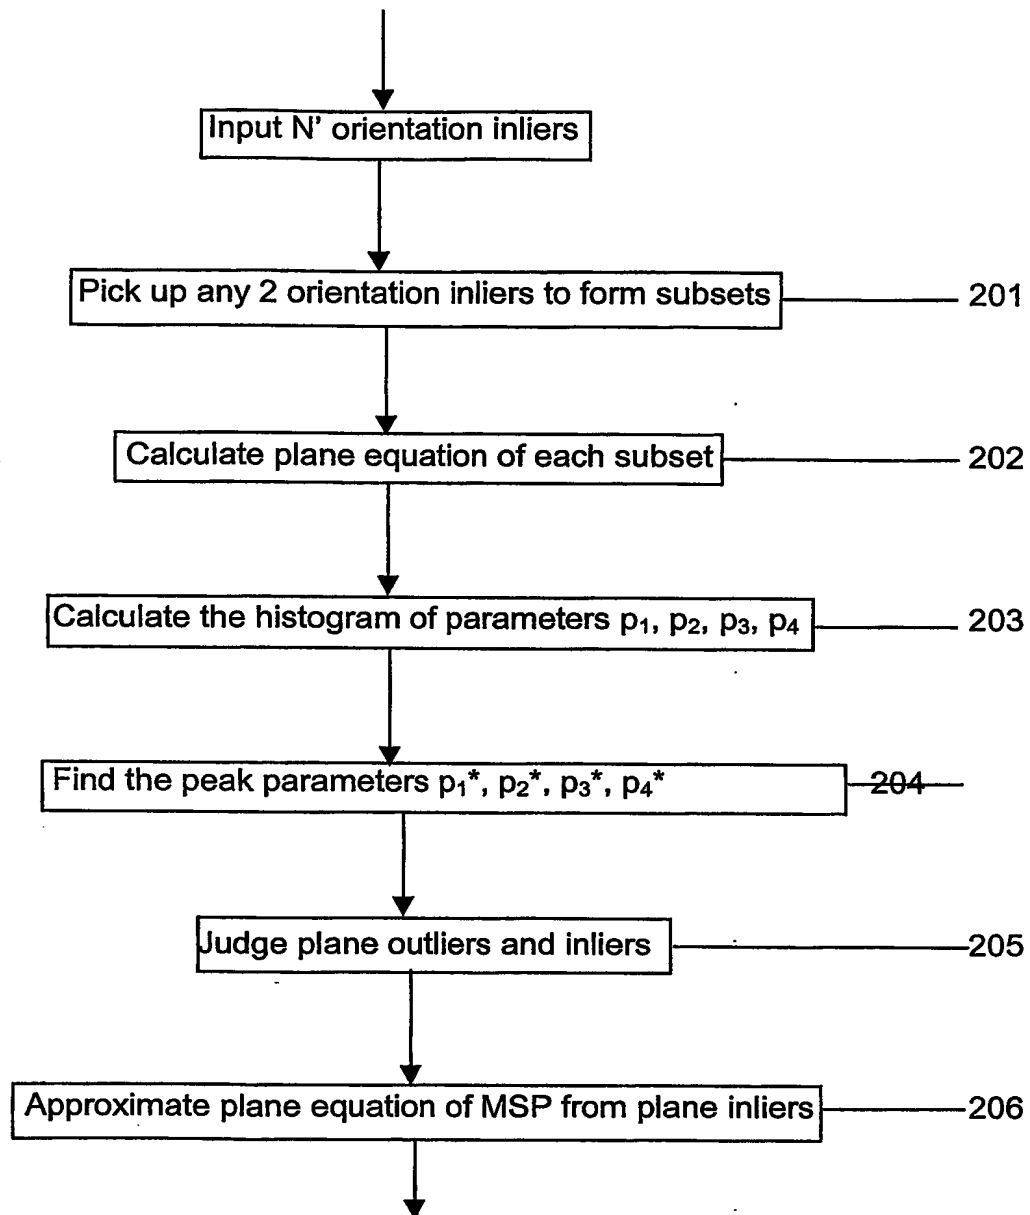 Input N' orientation inliers
Pick up any 2 orientation inliers to form subsets
201
Calculate plane equation of each subset
202
Calculate the histogram of parameters p₁, p₂, p₃, p₄
203
Find the peak parameters p₁*, p₂*, p₃*, p₄*
204
Judge plane outliers and inliers
205
Approximate plane equation of MSP from plane inliers
206